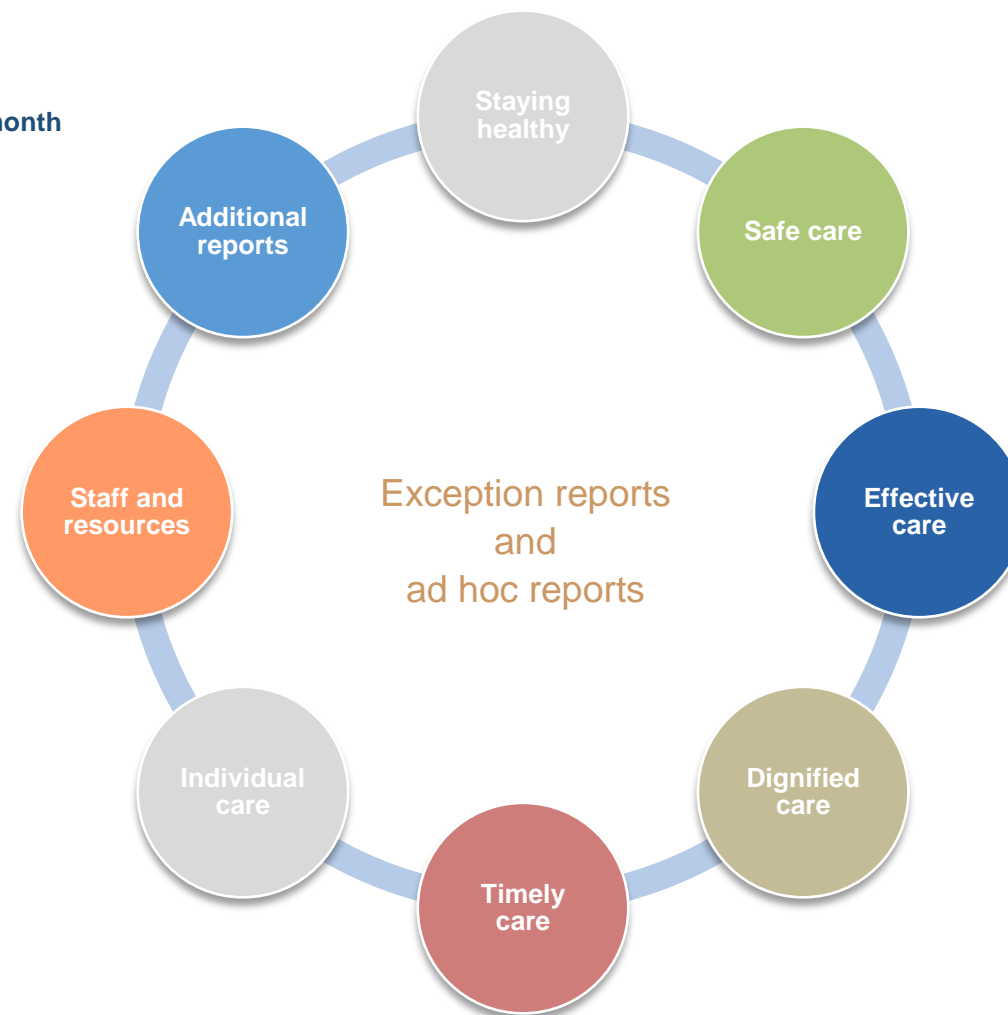 Staying
healthy
Safe care
Effective
care
Dignified
care
Timely
care
Individual
care
Staff and
resources
Additional
reports
Exception reports
and
ad hoc reports